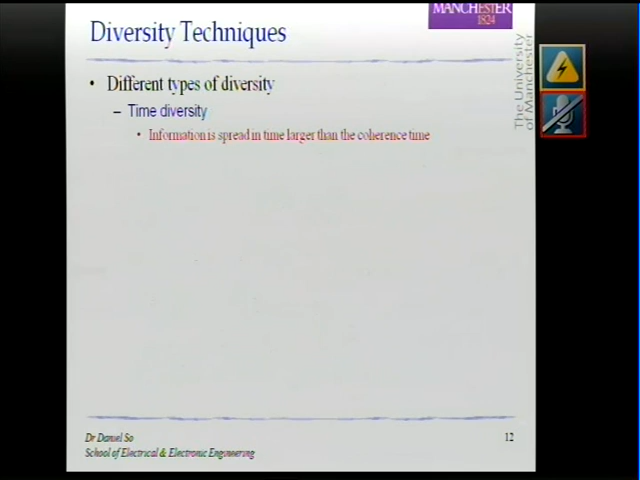 MANCHESTER
1824
Diversity Techniques
The University
of Manchester
• Different types of diversity
– Time diversity
• Information is spread in time larger than the coherence time
Dr Daniel So
12
School of Electrical & Electronic Engineering